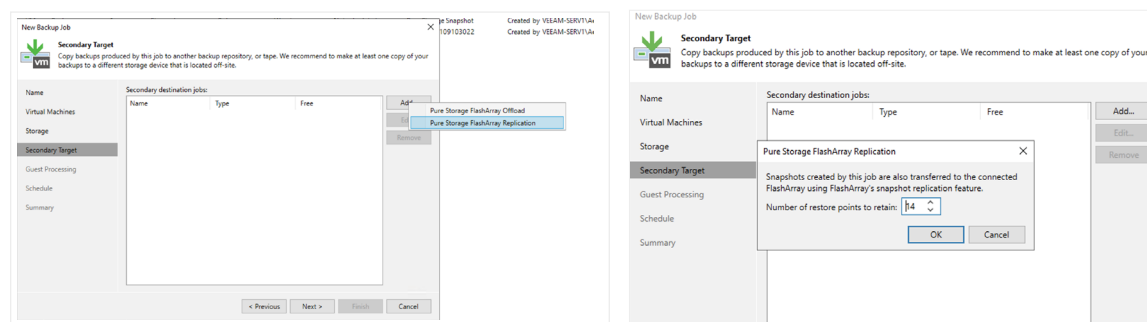 New Backup Job
e Snapshot
Created by VEEAM-SERV1\A
109103022
Created by VEEAM-SERV1\A
Secondary Target
Copy backups produced by this job to another backup repository, or tape. We recommend to make at least one copy of your
backups to a different storage device that is located off-site.
vm
Name
Virtual Machines
Storage
Secondary Target
Guest Processing
Schedule
Summary
Secondary destination jobs:
Name Type Free
Add
Pure Storage FlashArray Offload
Pure Storage FlashArray Replication
Remove
< Previous Next > Finish Cancel
New Backup Job
Secondary Target
Copy backups produced by this job to another backup repository, or tape. We recommend to make at least one copy of your
backups to a different storage device that is located off-site.
vm
Name
Virtual Machines
Storage
Secondary Target
Guest Processing
Schedule
Summary
Secondary destination jobs:
Name Type Free
Add...
Edit...
Remove
Pure Storage FlashArray Replication
Snapshots created by this job are also transferred to the connected
FlashArray using FlashArray's snapshot replication feature.
Number of restore points to retain: 14
OK Cancel